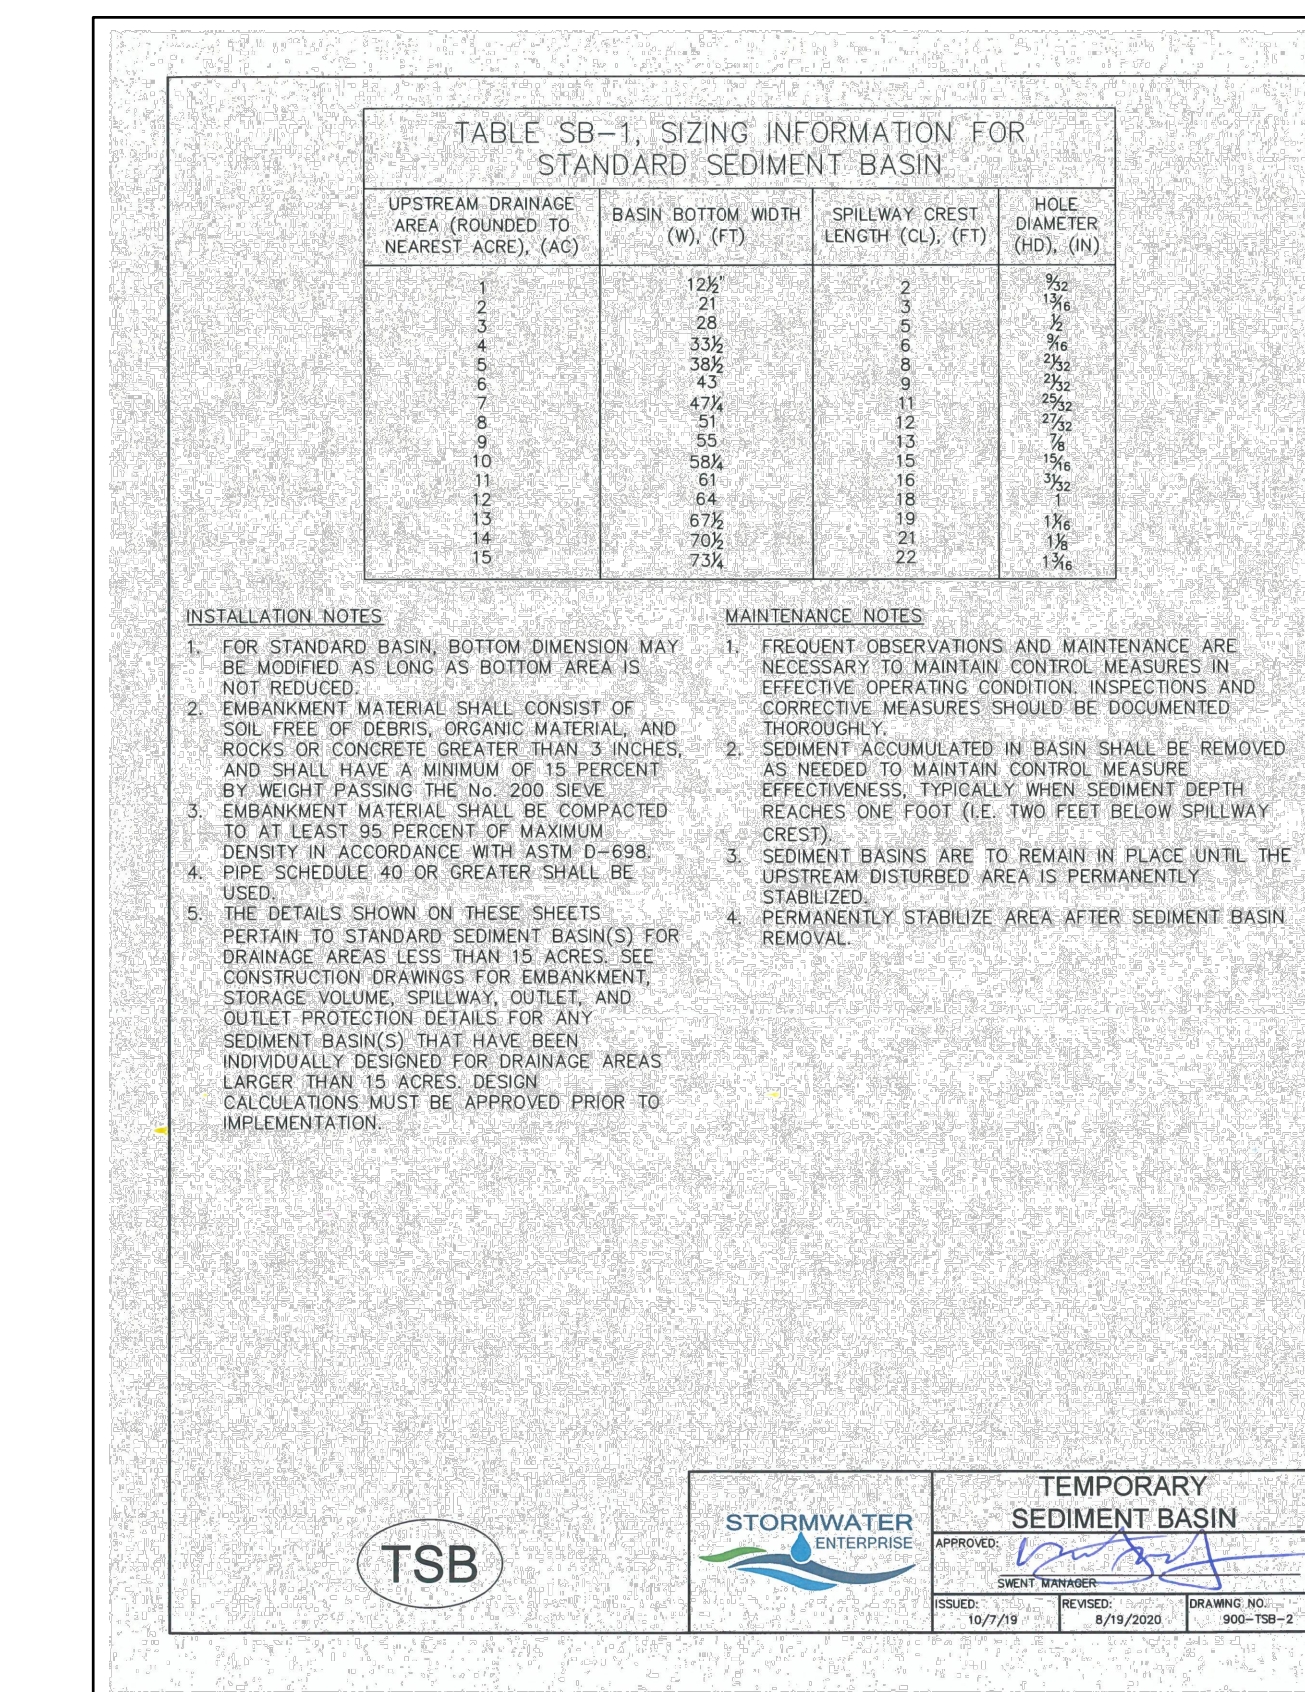 TABLE SB-1, SIZING INFORMATION FOR
STANDARD SEDIMENT BASIN
UPSTREAM DRAINAGE
AREA (ROUNDED TO
NEAREST ACRE), (AC)
BASIN BOTTOM WIDTH
(W), (FT)
SPILLWAY CREST
LENGTH (CL), (FT)
HOLE
DIAMETER
(HD), (IN)
1 12½" 2 9/32
2 21 3 13/16
3 28 5 ½
4 33½ 6 9/16
5 38½ 8 21/32
6 43 9 21/32
7 47¼ 11 25/32
8 51 12 27/32
9 55 13 7/8
10 58¼ 15 15/16
11 61 16 31/32
12 64 18 1
13 67½ 19 1 1/16
14 70½ 21 1 1/8
15 73¼ 22 1 3/16
INSTALLATION NOTES
1. FOR STANDARD BASIN, BOTTOM DIMENSION MAY
BE MODIFIED AS LONG AS BOTTOM AREA IS
NOT REDUCED.
2. EMBANKMENT MATERIAL SHALL CONSIST OF
SOIL FREE OF DEBRIS, ORGANIC MATERIAL, AND
ROCKS OR CONCRETE GREATER THAN 3 INCHES,
AND SHALL HAVE A MINIMUM OF 15 PERCENT
BY WEIGHT PASSING THE No. 200 SIEVE
3. EMBANKMENT MATERIAL SHALL BE COMPACTED
TO AT LEAST 95 PERCENT OF MAXIMUM
DENSITY IN ACCORDANCE WITH ASTM D-698.
4. PIPE SCHEDULE 40 OR GREATER SHALL BE
USED.
5. THE DETAILS SHOWN ON THESE SHEETS
PERTAIN TO STANDARD SEDIMENT BASIN(S) FOR
DRAINAGE AREAS LESS THAN 15 ACRES. SEE
CONSTRUCTION DRAWINGS FOR EMBANKMENT,
STORAGE VOLUME, SPILLWAY, OUTLET, AND
OUTLET PROTECTION DETAILS FOR ANY
SEDIMENT BASIN(S) THAT HAVE BEEN
INDIVIDUALLY DESIGNED FOR DRAINAGE AREAS
LARGER THAN 15 ACRES. DESIGN
CALCULATIONS MUST BE APPROVED PRIOR TO
IMPLEMENTATION.
MAINTENANCE NOTES
1. FREQUENT OBSERVATIONS AND MAINTENANCE ARE
NECESSARY TO MAINTAIN CONTROL MEASURES IN
EFFECTIVE OPERATING CONDITION. INSPECTIONS AND
CORRECTIVE MEASURES SHOULD BE DOCUMENTED
THOROUGHLY.
2. SEDIMENT ACCUMULATED IN BASIN SHALL BE REMOVED
AS NEEDED TO MAINTAIN CONTROL MEASURE
EFFECTIVENESS, TYPICALLY WHEN SEDIMENT DEPTH
REACHES ONE FOOT (I.E. TWO FEET BELOW SPILLWAY
CREST).
3. SEDIMENT BASINS ARE TO REMAIN IN PLACE UNTIL THE
UPSTREAM DISTURBED AREA IS PERMANENTLY
STABILIZED.
4. PERMANENTLY STABILIZE AREA AFTER SEDIMENT BASIN
REMOVAL.
TSB
STORMWATER
ENTERPRISE
TEMPORARY
SEDIMENT BASIN
APPROVED:
SWENT MANAGER
ISSUED:
10/7/19
REVISED:
8/19/2020
DRAWING NO.
900-TSB-2